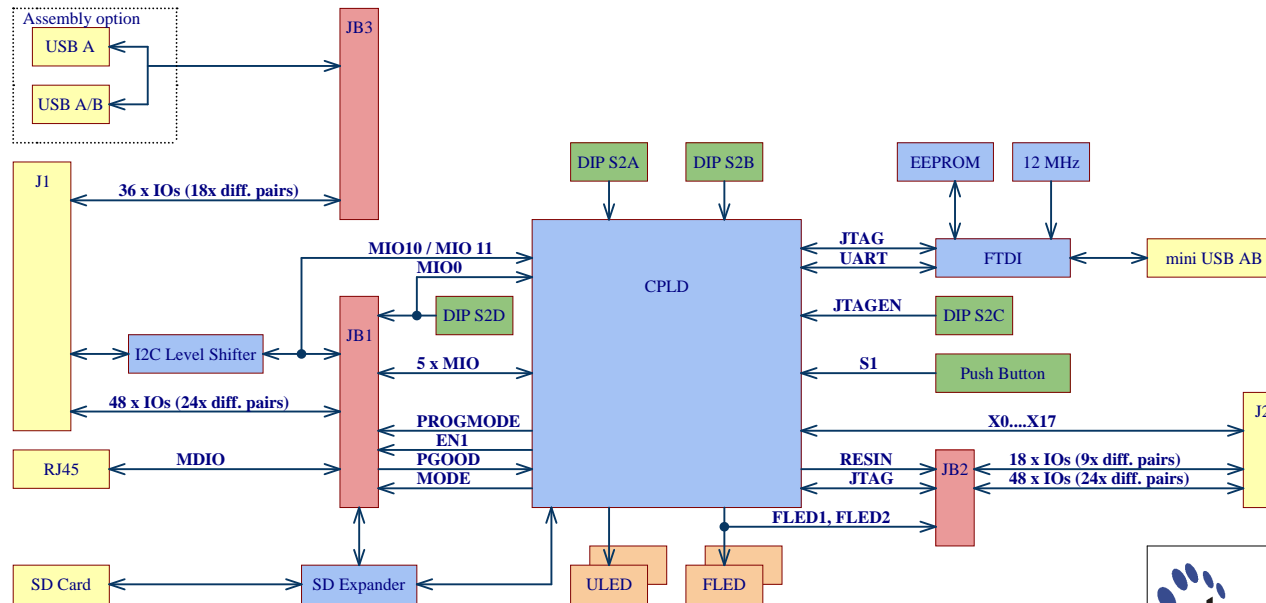 Assembly option
USB A
USB A/B
JB3
J1
36 x IOs (18x diff. pairs)
DIP S2A
DIP S2B
EEPROM
12 MHz
MIO10 / MIO 11
MIO0
CPLD
JTAG
UART
FTDI
mini USB AB
DIP S2D
JB1
JTAGEN
DIP S2C
I2C Level Shifter
5 x MIO
S1
Push Button
48 x IOs (24x diff. pairs)
PROGMODE
EN1
X0....X17
J2
RJ45
MDIO
PGOOD
MODE
RESIN
JTAG
JB2
18 x IOs (9x diff. pairs)
48 x IOs (24x diff. pairs)
FLED1, FLED2
SD Card
SD Expander
ULED
FLED